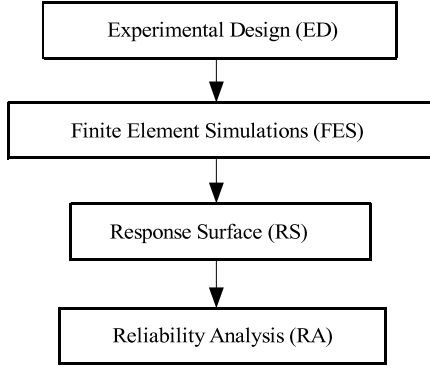 Experimental Design (ED)
Finite Element Simulations (FES)
Response Surface (RS)
Reliability Analysis (RA)